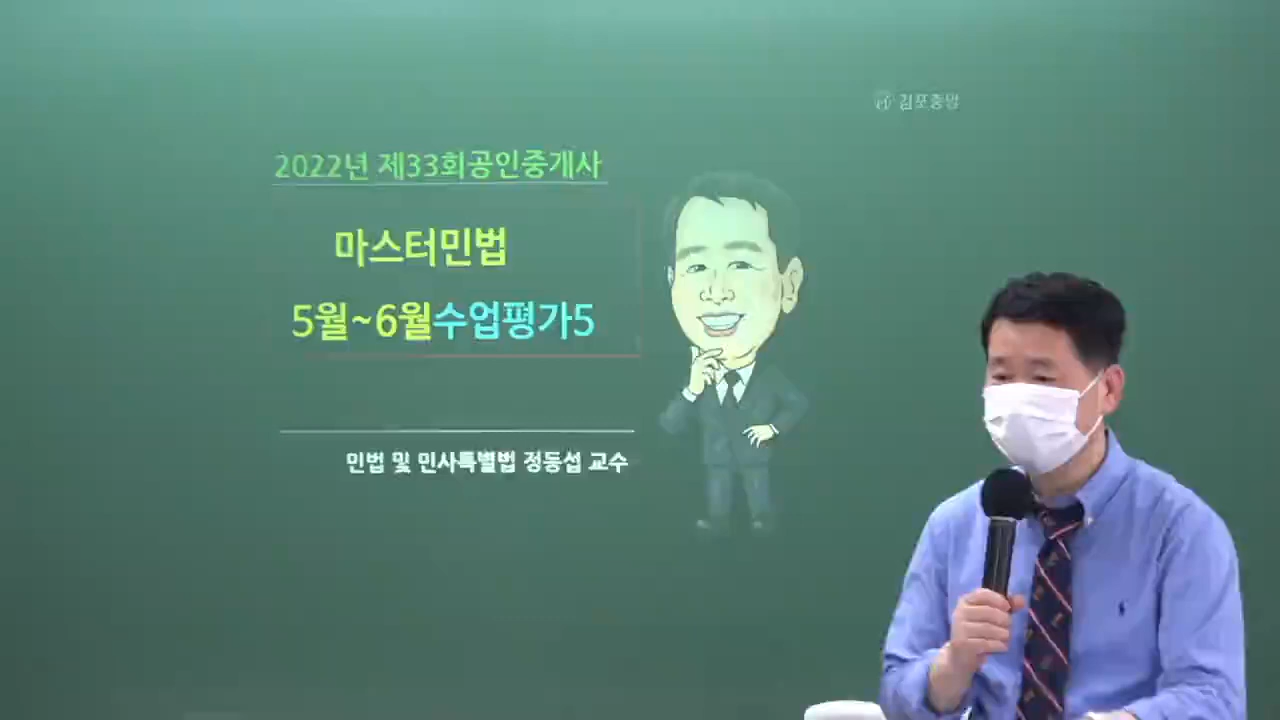 김포중앙
2022년 제33회공인중개사
마스터민법
5월~6월수업평가5
민법 및 민사특별법 정동섭 교수